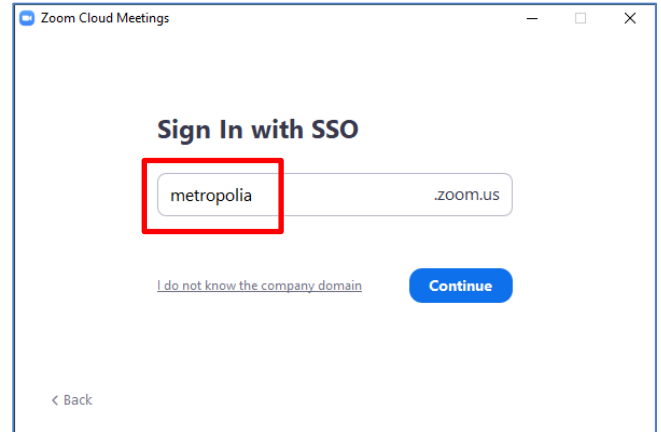 Zoom Cloud Meetings
Sign In with SSO
metropolia .zoom.us
I do not know the company domain Continue
< Back